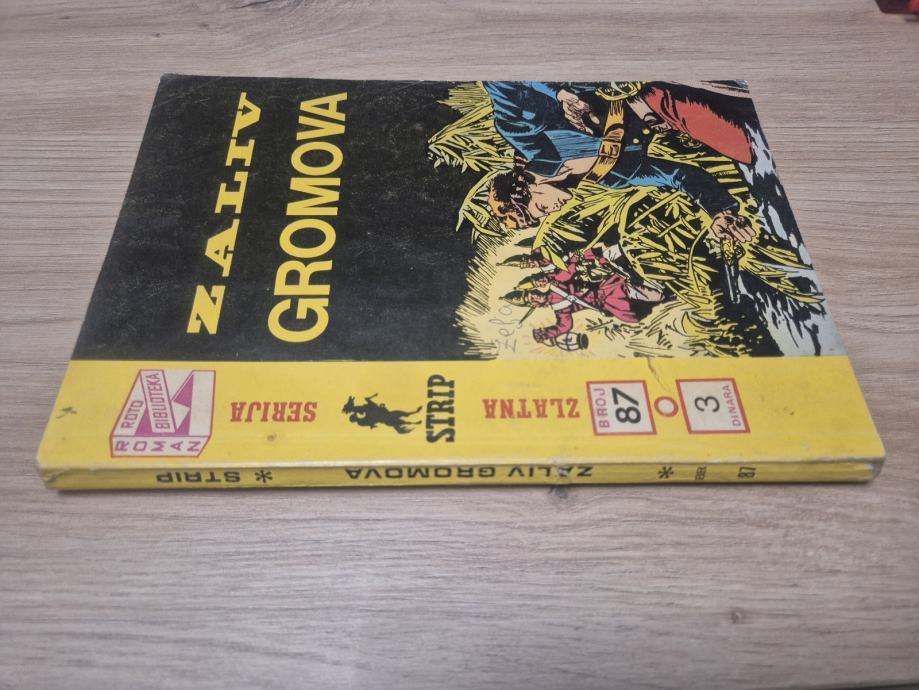 ZALIV
GROMOVA
ROTO
BIBLIOTEKA
ROMAN
ZLATNA
STRIP
SERIJA
BROJ
87
3
DINARA
STRIP * ZALIV GROMOVA * 87